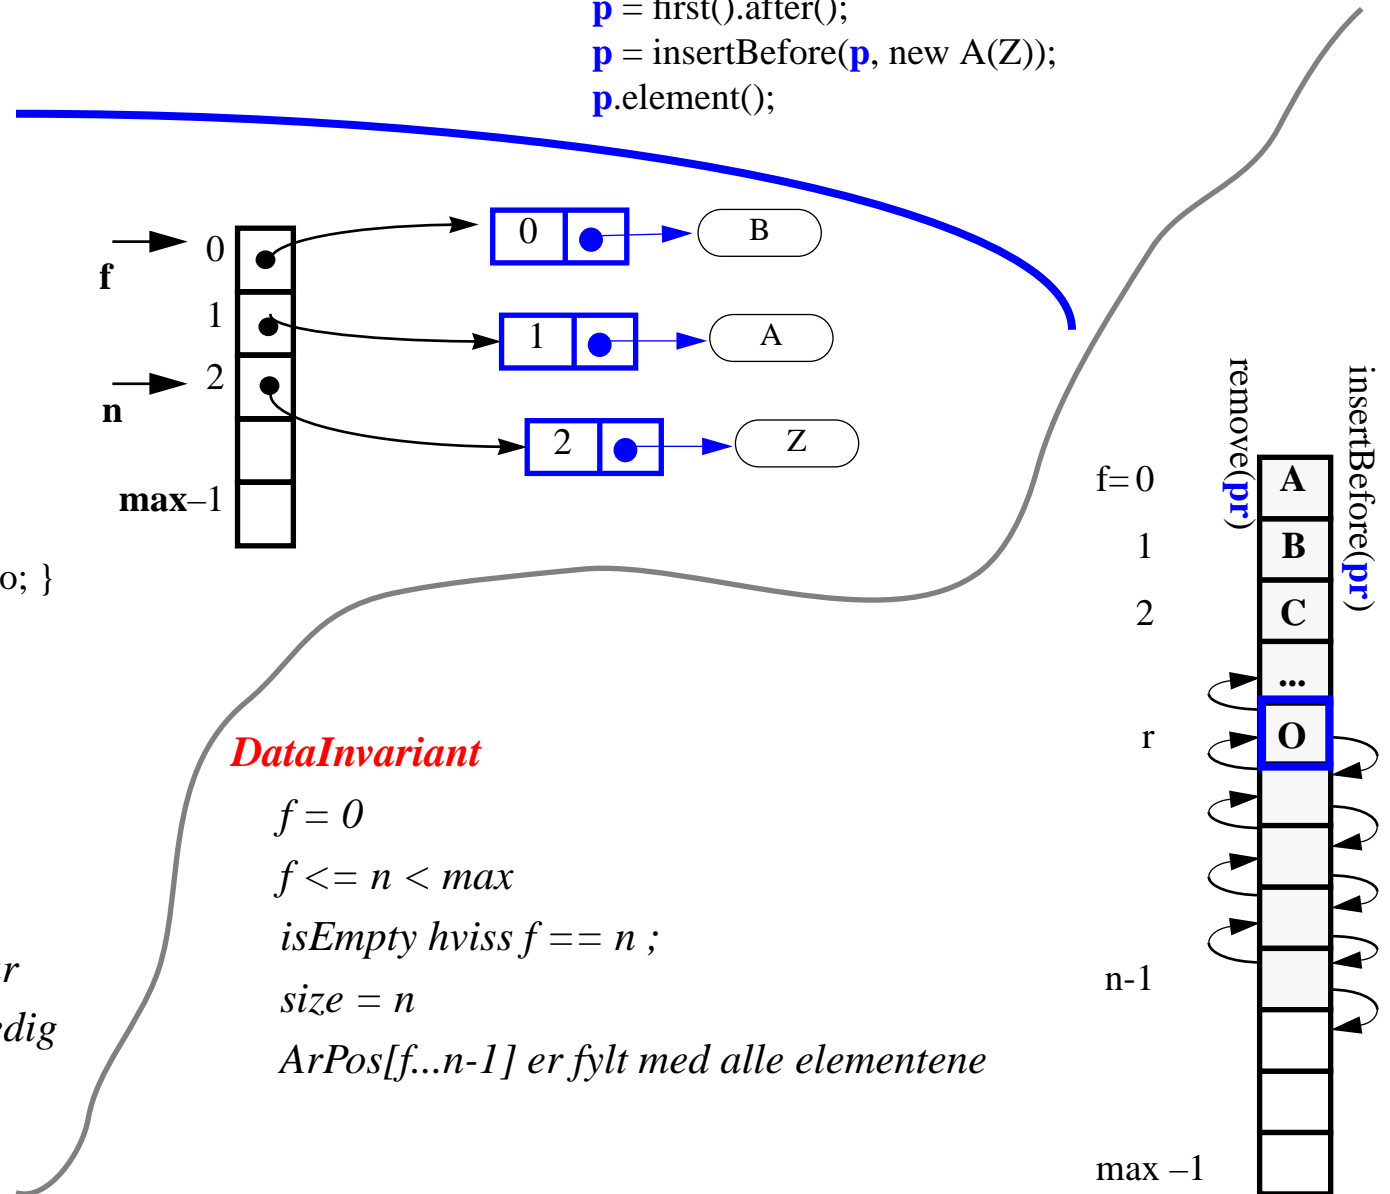 p = first().after();
p = insertBefore(p, new A(Z));
p.element();
f
0
1
n
2
max–1
0
B
1
A
2
Z
o; }
DataInvariant
f = 0
f <= n < max
isEmpty hviss f == n ;
size = n
ArPos[f...n-1] er fylt med alle elementene
r
edig
remove(pr)
insertBefore(pr)
f= 0 A
1 B
2 C
...
r O
n-1
max –1